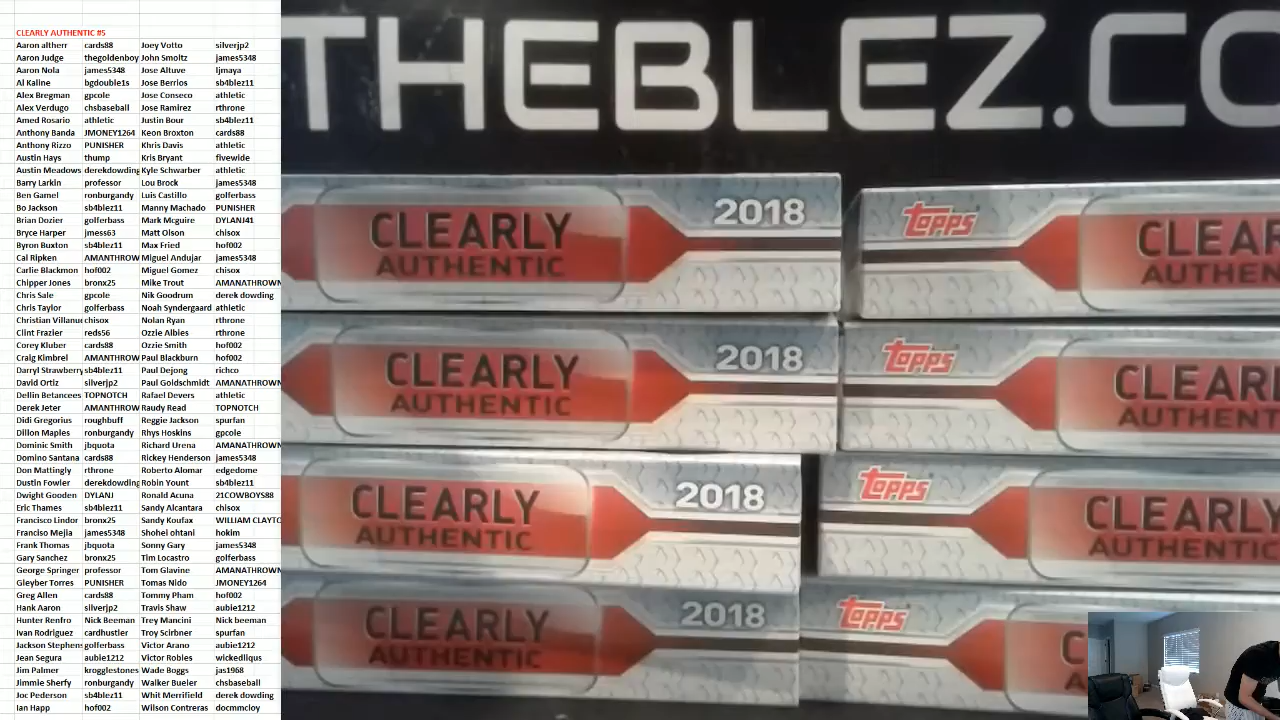 CLEARLY AUTHENTIC #5
Aaron altherr cards88 Joey Votto silverjp2
Aaron Judge thegoldenboy John Smoltz james5348
Aaron Nola james5348 Jose Altuve ljmaya
Al Kaline bgdouble1s Jose Berrios sb4blez11
Alex Bregman gpcole Jose Conseco athletic
Alex Verdugo chsbaseball Jose Ramirez rthrone
Amed Rosario athletic Justin Bour sb4blez11
Anthony Banda JMONEY1264 Keon Broxton cards88
Anthony Rizzo PUNISHER Khris Davis athletic
Austin Hays thump Kris Bryant fivewide
Austin Meadows derekdowding Kyle Schwarber athletic
Barry Larkin professor Lou Brock james5348
Ben Gamel ronburgandy Luis Castillo golferbass
Bo Jackson sb4blez11 Manny Machado PUNISHER
Brian Dozier golferbass Mark Mcguire DYLANJ41
Bryce Harper jmess63 Matt Olson chisox
Byron Buxton sb4blez11 Max Fried hof002
Cal Ripken AMANTHROW Miguel Andujar james5348
Carlie Blackmon hof002 Miguel Gomez chisox
Chipper Jones bronx25 Mike Trout AMANATHROWN
Chris Sale gpcole Nik Goodrum derek dowding
Chris Taylor golferbass Noah Syndergaard athletic
Christian Villanue chisox Nolan Ryan rthrone
Clint Frazier reds56 Ozzie Albies rthrone
Corey Kluber cards88 Ozzie Smith hof002
Craig Kimbrel AMANTHROW Paul Blackburn hof002
Darryl Strawberry sb4blez11 Paul Dejong richco
David Ortiz silverjp2 Paul Goldschmidt AMANATHROWN
Dellin Betancees TOPNOTCH Rafael Devers athletic
Derek Jeter AMANTHROW Raudy Read TOPNOTCH
Didi Gregorius roughbuff Reggie Jackson spurfan
Dillon Maples ronburgandy Rhys Hoskins gpcole
Dominic Smith jbquota Richard Urena AMANATHROWN
Domino Santana cards88 Rickey Henderson james5348
Don Mattingly rthrone Roberto Alomar edgedome
Dustin Fowler derekdowding Robin Yount sb4blez11
Dwight Gooden DYLANJ Ronald Acuna 21COWBOYS88
Eric Thames sb4blez11 Sandy Alcantara chisox
Francisco Lindor bronx25 Sandy Koufax WILLIAM CLAYTO
Franciso Mejia james5348 Shohel ohtani hokim
Frank Thomas jbquota Sonny Gary james5348
Gary Sanchez bronx25 Tim Locastro golferbass
George Springer professor Tom Glavine AMANATHROWN
Gleyber Torres PUNISHER Tomas Nido JMONEY1264
Greg Allen cards88 Tommy Pham hof002
Hank Aaron silverjp2 Travis Shaw aubie1212
Hunter Renfro Nick Beeman Trey Mancini Nick beeman
Ivan Rodriguez cardhustler Troy Scirbner spurfan
Jackson Stephens golferbass Victor Arano aubie1212
Jean Segura aubie1212 Victor Robles wickedliqus
Jim Palmer krogglestones Wade Boggs jas1968
Jimmie Sherfy ronburgandy Walker Bueler chsbaseball
Joc Pederson sb4blez11 Whit Merrifield derek dowding
Ian Happ hof002 Wilson Contreras docmmcloy
THEBLEZ.CO
CLEARLY AUTHENTIC 2018
topps CLEAR AUTHEN
CLEARLY AUTHENTIC 2018
topps CLEARL AUTHENT
CLEARLY AUTHENTIC 2018
topps CLEARLY AUTHENTIC
CLEARLY AUTHENTIC 2018
topps C